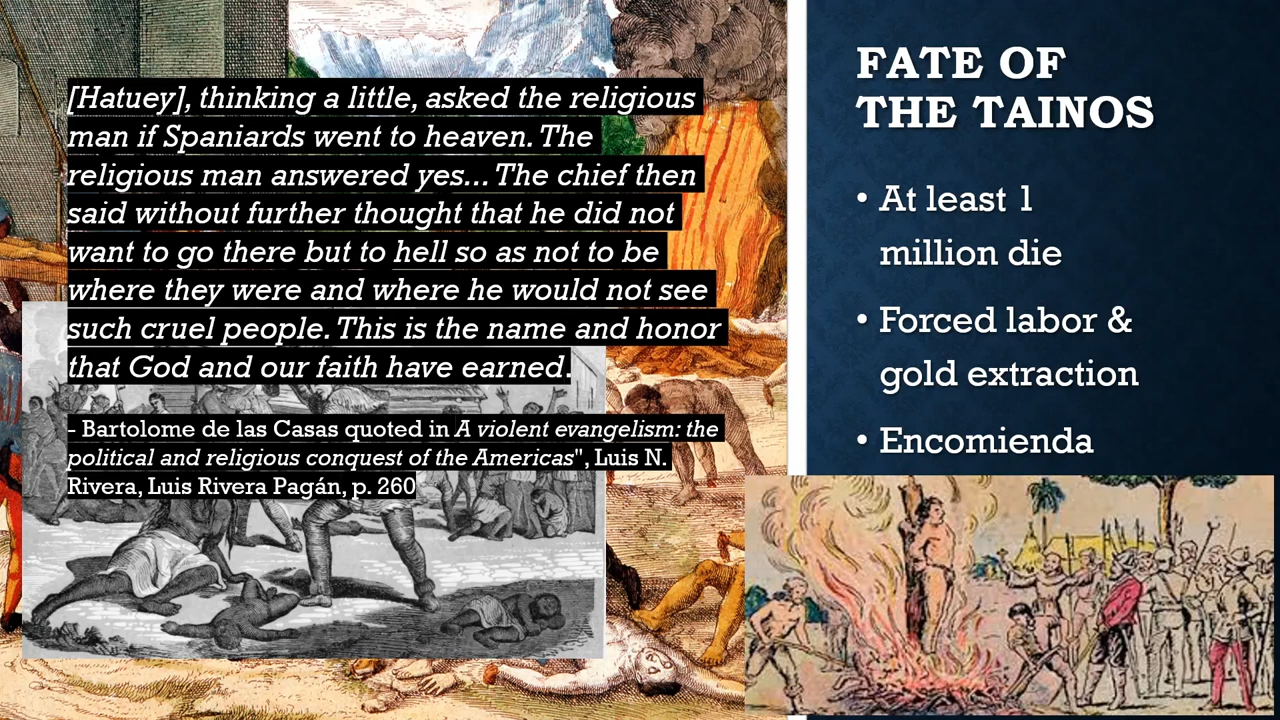 [Hatuey], thinking a little, asked the religious
man if Spaniards went to heaven. The
religious man answered yes... The chief then
said without further thought that he did not
want to go there but to hell so as not to be
where they were and where he would not see
such cruel people. This is the name and honor
that God and our faith have earned.
- Bartolome de las Casas quoted in A violent evangelism: the
political and religious conquest of the Americas", Luis N.
Rivera, Luis Rivera Pagán, p. 260
FATE OF
THE TAINOS
• At least 1
million die
• Forced labor &
gold extraction
• Encomienda